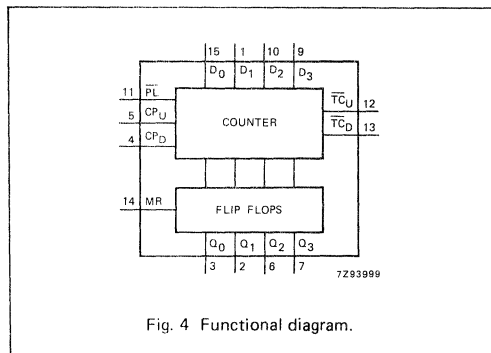 15 1 10 9
D0 D1 D2 D3
11 PL
5 CPU
4 CPD
COUNTER
TCU 12
TCD 13
14 MR
FLIP FLOPS
Q0 Q1 Q2 Q3
3 2 6 7
7Z93999
Fig. 4 Functional diagram.